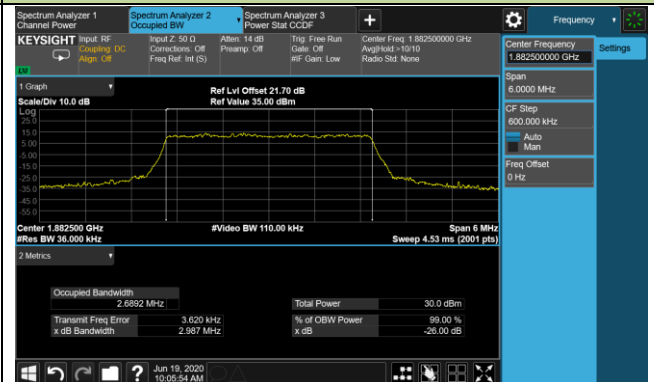 Spectrum Analyzer 1
Channel Power
Spectrum Analyzer 2
Occupied BW
Spectrum Analyzer 3
Power Stat CCDF
+
Frequency
KEYSIGHT
Input: RF
Coupling: DC
Align: Off
Input Z: 50 Ω
Corrections: Off
Freq Ref: Int (S)
Atten: 14 dB
Preamp: Off
Trig: Free Run
Gate: Off
#IF Gain: Low
Center Freq: 1.882500000 GHz
Avg|Hold:>10/10
Radio Std: None
Center Frequency
1.882500000 GHz
Settings
Span
6.0000 MHz
CF Step
600.000 kHz
Auto
Man
Freq Offset
0 Hz
1 Graph
Scale/Div 10.0 dB
Ref Lvl Offset 21.70 dB
Ref Value 35.00 dBm
Log
25.0
15.0
5.00
-5.00
-15.0
-25.0
-35.0
-45.0
-55.0
Center 1.882500 GHz
#Video BW 110.00 kHz
Span 6 MHz
#Res BW 36.000 kHz
Sweep 4.53 ms (2001 pts)
2 Metrics
Occupied Bandwidth
2.6892 MHz
Total Power 30.0 dBm
Transmit Freq Error 3.620 kHz
% of OBW Power 99.00 %
x dB Bandwidth 2.987 MHz
x dB -26.00 dB
?
Jun 19, 2020
10:05:54 AM